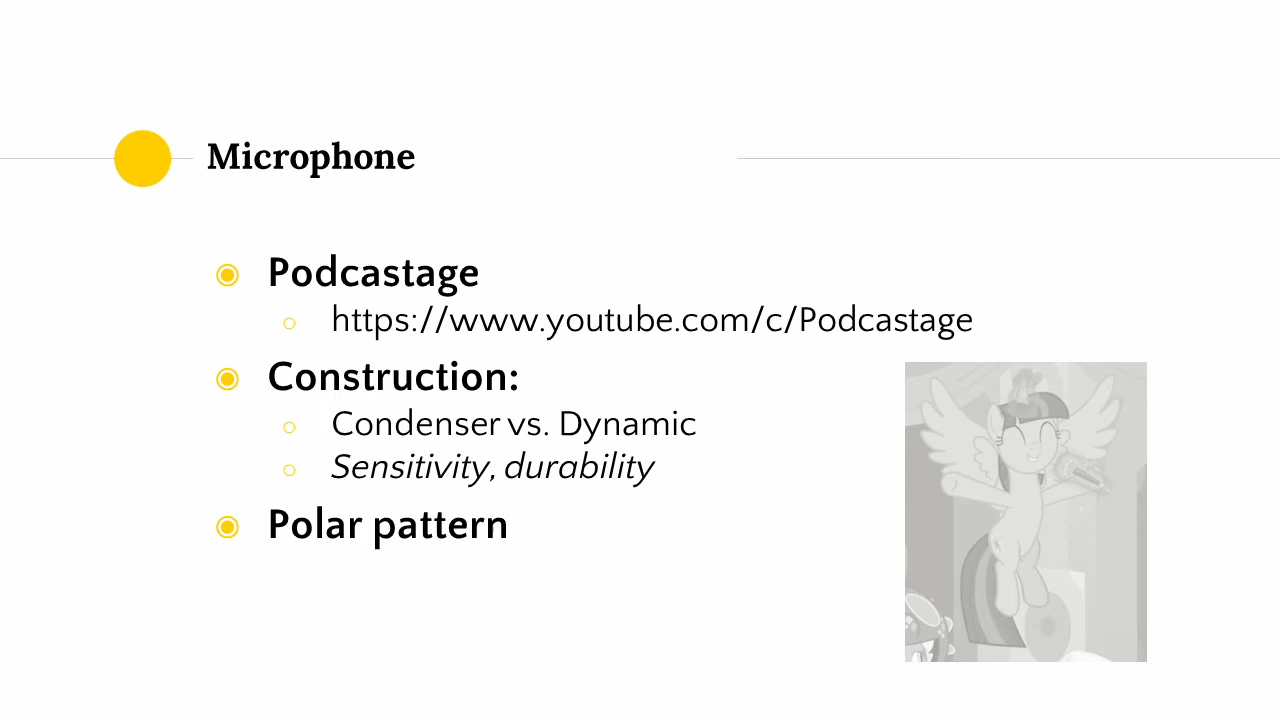 Microphone
Podcastage
https://www.youtube.com/c/Podcastage
Construction:
Condenser vs. Dynamic
Sensitivity, durability
Polar pattern